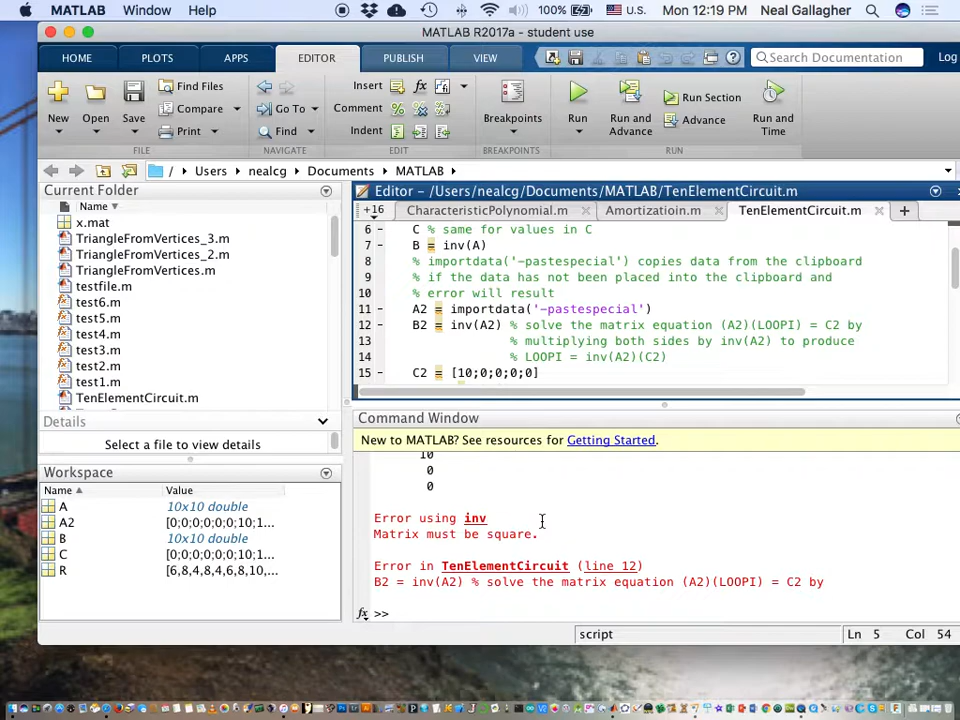 MATLAB Window Help 100% U.S. Mon 12:19 PM Neal Gallagher
MATLAB R2017a - student use
HOME PLOTS APPS EDITOR PUBLISH VIEW Search Documentation Log
New Open Save Find Files Compare Print Insert fx Comment Indent Go To Find Breakpoints Run Run and Advance Run Section Advance Run and Time
FILE NAVIGATE EDIT BREAKPOINTS RUN
/ Users nealcg Documents MATLAB
Current Folder
Name
x.mat
TriangleFromVertices_3.m
TriangleFromVertices_2.m
TriangleFromVertices.m
testfile.m
test6.m
test5.m
test4.m
test3.m
test2.m
test1.m
TenElementCircuit.m
Details
Select a file to view details
Workspace
Name Value
A 10x10 double
A2 [0;0;0;0;0;10;1...
B 10x10 double
C [0;0;0;0;0;10;1...
R [6,8,4,8,4,6,8,10,...
Editor - /Users/nealcg/Documents/MATLAB/TenElementCircuit.m
+16 CharacteristicPolynomial.m Amortizatioin.m TenElementCircuit.m +
6 - C % same for values in C
7 - B = inv(A)
8 % importdata('-pastespecial') copies data from the clipboard
9 % if the data has not been placed into the clipboard and
10 % error will result
11 - A2 = importdata('-pastespecial')
12 - B2 = inv(A2) % solve the matrix equation (A2)(LOOPI) = C2 by
13 % multiplying both sides by inv(A2) to produce
14 % LOOPI = inv(A2)(C2)
15 - C2 = [10;0;0;0;0]
Command Window
New to MATLAB? See resources for Getting Started.
10
0
0
Error using inv
Matrix must be square.
Error in TenElementCircuit (line 12)
B2 = inv(A2) % solve the matrix equation (A2)(LOOPI) = C2 by
fx >>
script Ln 5 Col 54